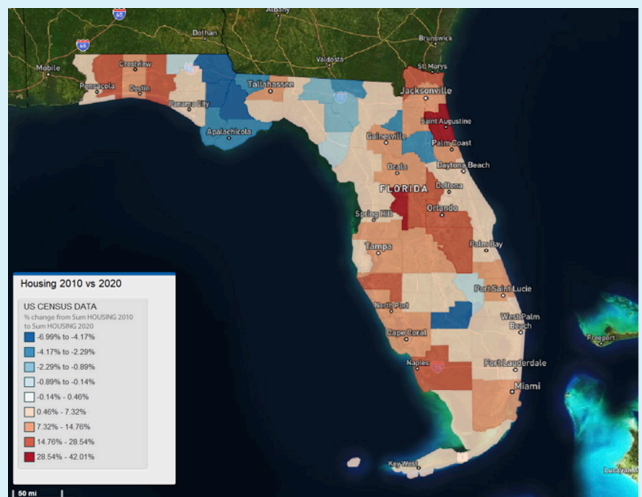 Albany
Dothan
Brunswick
Mobile
Crestview
Valdosta
St. Marys
Pensacola
Destin
Tallahassee
Jacksonville
Panama City
Saint Augustine
Apalachicola
Gainesville
Palm Coast
Ocala
Daytona Beach
FLORIDA
Deltona
Spring Hill
Orlando
Tampa
Palm Bay
Housing 2010 vs 2020
US CENSUS DATA
% change from Sum HOUSING 2010
to Sum HOUSING 2020
-6.99% to -4.17%
-4.17% to -2.29%
-2.29% to -0.89%
-0.89% to -0.14%
-0.14% - 0.46%
0.46% - 7.32%
7.32% - 14.76%
14.76% - 28.54%
28.54% - 42.01%
Port Saint Lucie
North Port
West Palm
Beach
Freeport
Cape Coral
Naples
Fort Lauderdale
Miami
Key West
50 mi